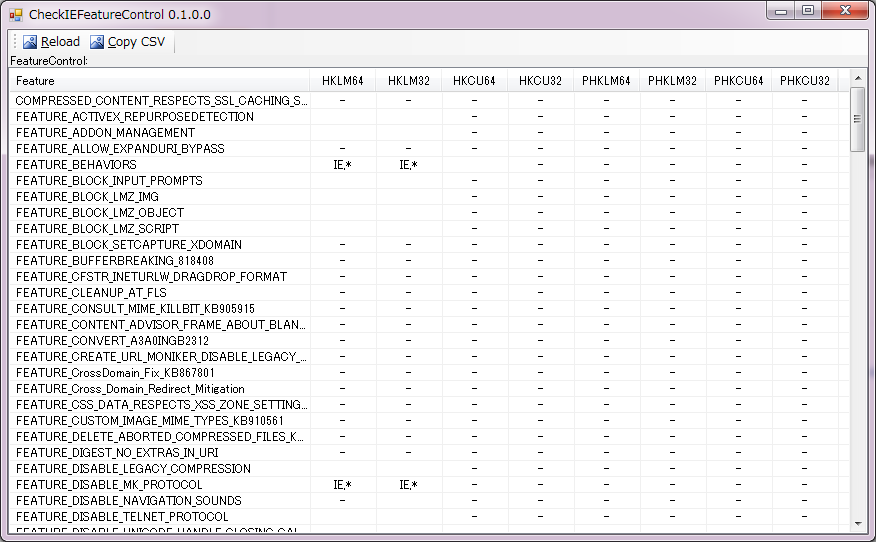 CheckIEFeatureControl 0.1.0.0
Reload Copy CSV
FeatureControl:
Feature HKLM64 HKLM32 HKCU64 HKCU32 PHKLM64 PHKLM32 PHKCU64 PHKCU32
COMPRESSED_CONTENT_RESPECTS_SSL_CACHING_S... - - - - - - - -
FEATURE_ACTIVEX_REPURPOSEDETECTION - - - - - -
FEATURE_ADDON_MANAGEMENT - - - - - -
FEATURE_ALLOW_EXPANDURI_BYPASS - - - - - - - -
FEATURE_BEHAVIORS IE,* IE,* - - - - - -
FEATURE_BLOCK_INPUT_PROMPTS - - - - - -
FEATURE_BLOCK_LMZ_IMG - - - - - -
FEATURE_BLOCK_LMZ_OBJECT - - - - - -
FEATURE_BLOCK_LMZ_SCRIPT - - - - - -
FEATURE_BLOCK_SETCAPTURE_XDOMAIN - - - - - - - -
FEATURE_BUFFERBREAKING_818408 - - - - - - - -
FEATURE_CFSTR_INETURLW_DRAGDROP_FORMAT - - - - - - - -
FEATURE_CLEANUP_AT_FLS - - - - - - - -
FEATURE_CONSULT_MIME_KILLBIT_KB905915 - - - - - - - -
FEATURE_CONTENT_ADVISOR_FRAME_ABOUT_BLAN... - - - - - - - -
FEATURE_CONVERT_A3A0INGB2312 - - - - - - - -
FEATURE_CREATE_URL_MONIKER_DISABLE_LEGACY_... - - - - - - - -
FEATURE_CrossDomain_Fix_KB867801 - - - - - - - -
FEATURE_Cross_Domain_Redirect_Mitigation - - - - - - - -
FEATURE_CSS_DATA_RESPECTS_XSS_ZONE_SETTING... - - - - - - - -
FEATURE_CUSTOM_IMAGE_MIME_TYPES_KB910561 - - - - - - - -
FEATURE_DELETE_ABORTED_COMPRESSED_FILES_K... - - - - - - - -
FEATURE_DIGEST_NO_EXTRAS_IN_URI - - - - - - - -
FEATURE_DISABLE_LEGACY_COMPRESSION - - - - - -
FEATURE_DISABLE_MK_PROTOCOL IE,* IE,* - - - - - -
FEATURE_DISABLE_NAVIGATION_SOUNDS - - - - - - -
FEATURE_DISABLE_TELNET_PROTOCOL - - - - - -